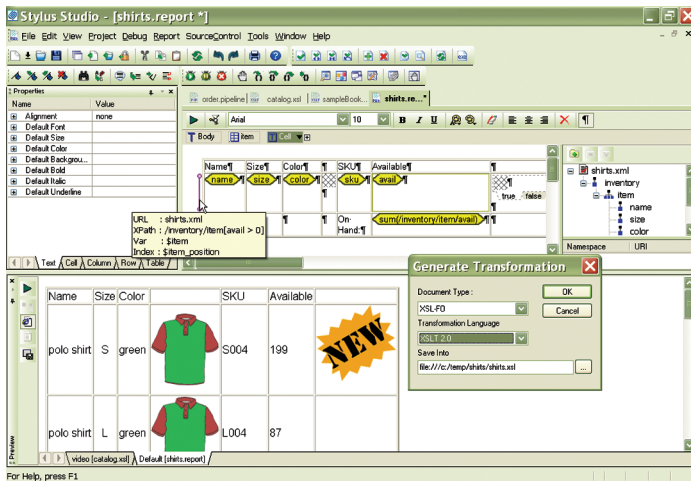 Stylus Studio - [shirts.report *]
File Edit View Project Debug Report SourceControl Tools Window Help
Properties
Name Value
Alignment none
Default Font
Default Size
Default Color
Default Backgrou...
Default Bold
Default Italic
Default Underline
Text Cell Column Row Table
order.pipeline catalog.xsl sampleBook... shirts.re...*
Arial 10 B I U
Body item Cell
Name¶ Size¶ Color¶ ¶ SKU¶ Available¶ ¶
name ¶ size ¶ color ¶ sku ¶ avail ¶ ¶
¶ true false
¶ ¶ On· Hand:¶ sum(/inventory/item/avail) ¶ ¶
URL : shirts.xml
XPath : /inventory/item[avail > 0]
Var : $item
Index : $item_position
shirts.xml
inventory
item
name
size
color
Namespace URI
Generate Transformation
Document Type :
XSL-FO
Transformation Language
XSLT 2.0
Save Into
file:///c:/temp/shirts/shirts.xsl ...
OK
Cancel
Name Size Color SKU Available
polo shirt S green S004 199 NEW
polo shirt L green L004 87
Preview
video [catalog.xsl] Default [shirts.report]
For Help, press F1